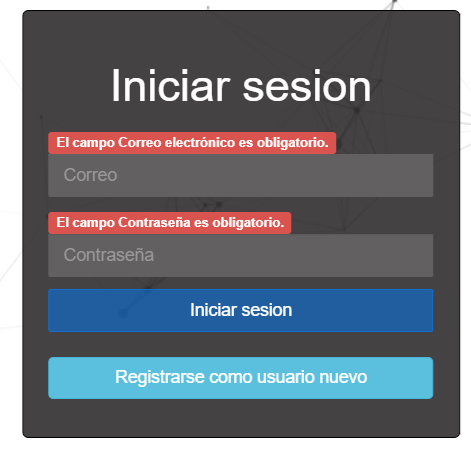 Iniciar sesion
El campo Correo electrónico es obligatorio.
Correo
El campo Contraseña es obligatorio.
Contraseña
Iniciar sesion
Registrarse como usuario nuevo